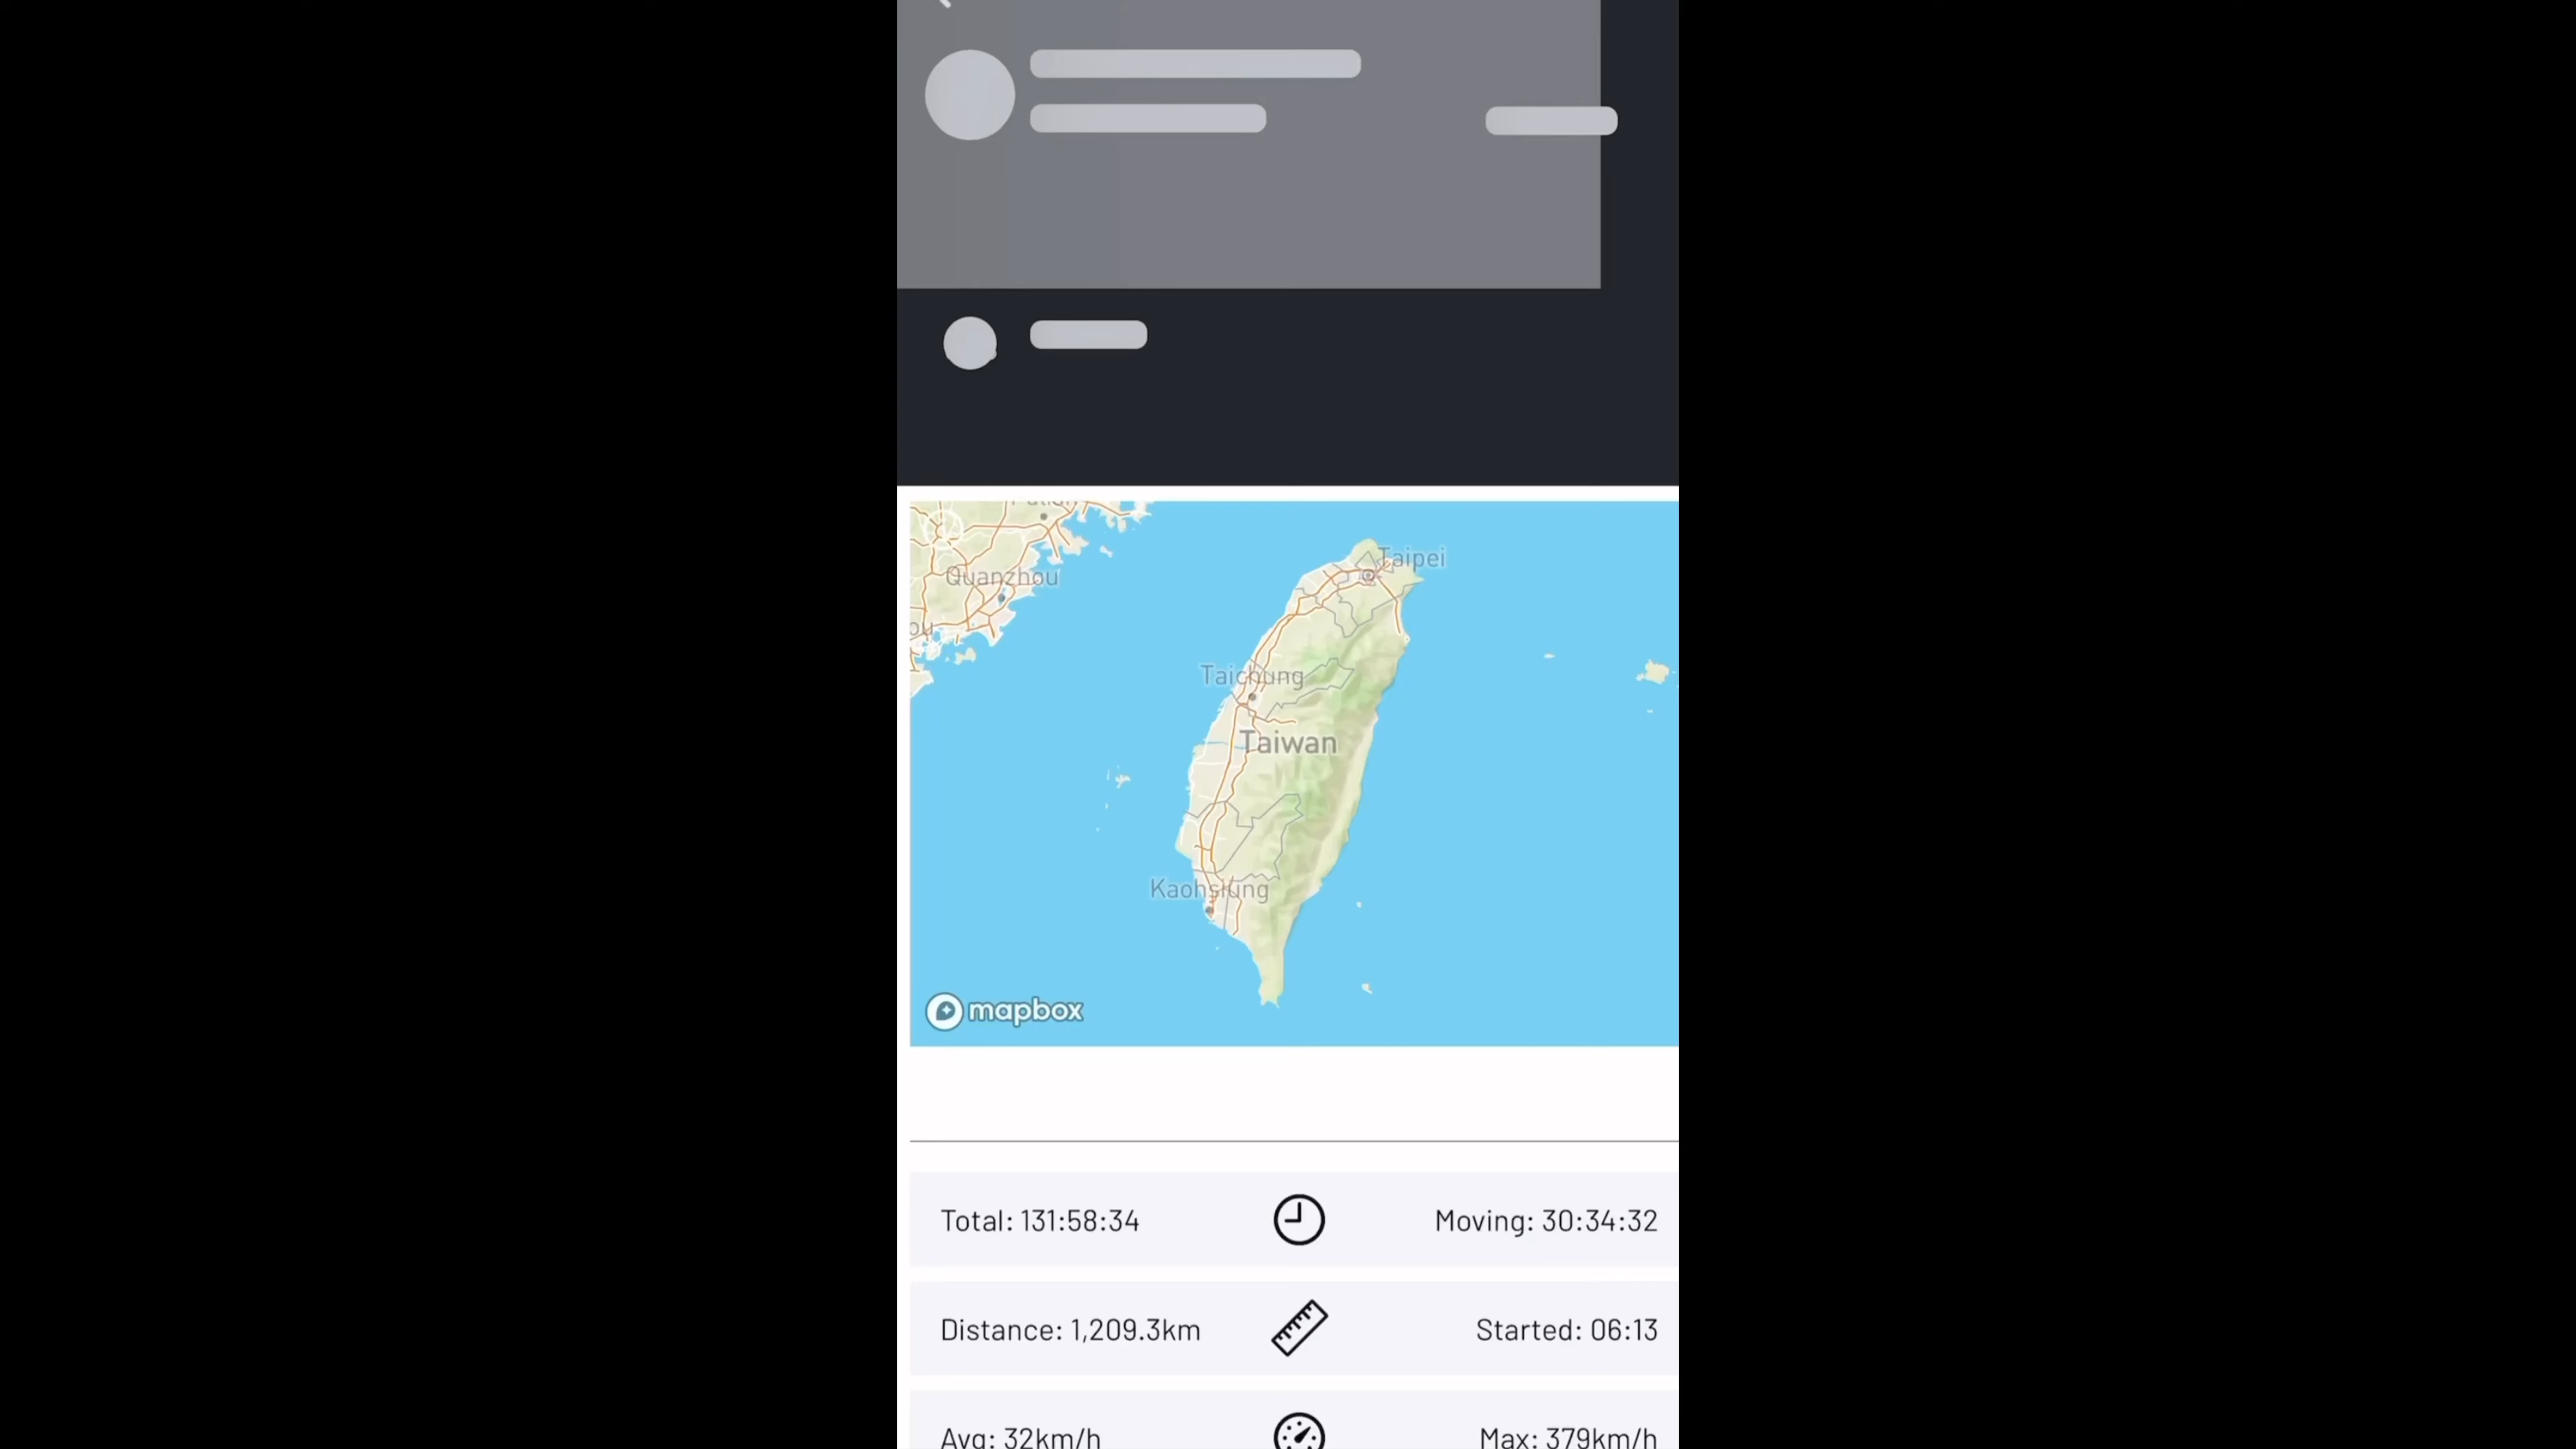 Taipei
Quanzhou
ou
Taichung
Taiwan
Kaohsiung
mapbox
Total: 131:58:34
Moving: 30:34:32
Distance: 1,209.3km
Started: 06:13
Avg: 32km/h
Max: 379km/h